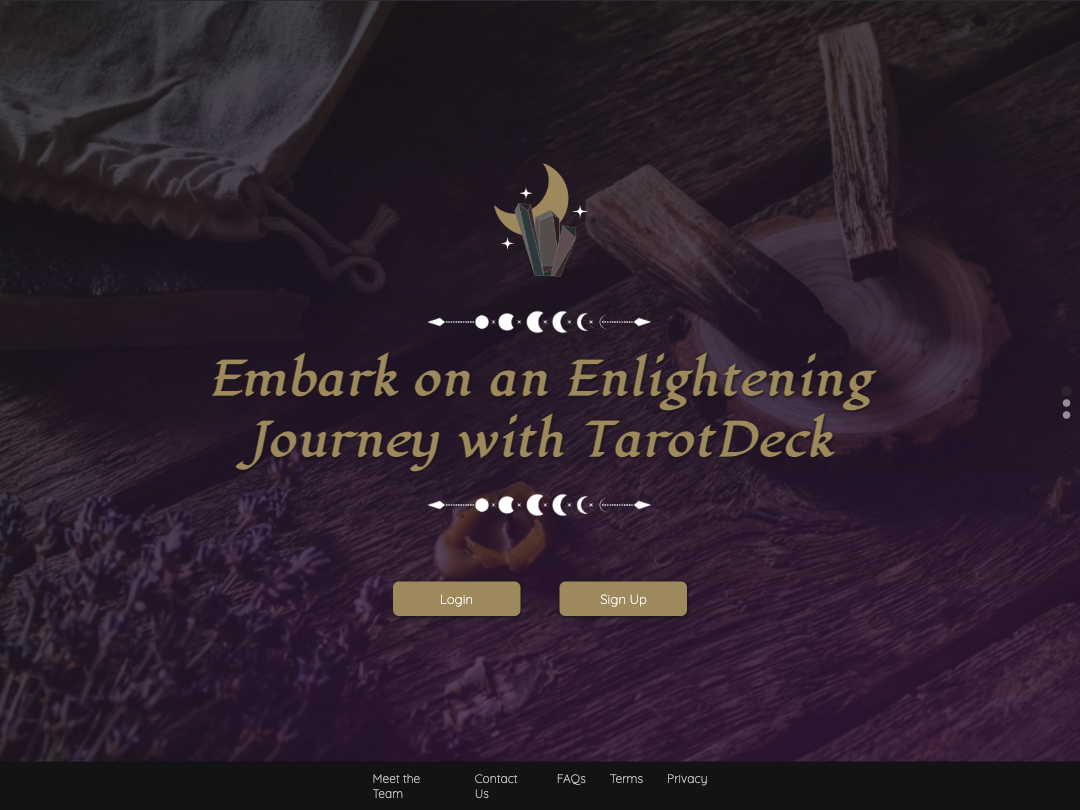 Embark on an Enlightening
Journey with TarotDeck
Login
Sign Up
Meet the
Team
Contact
Us
FAQs
Terms
Privacy